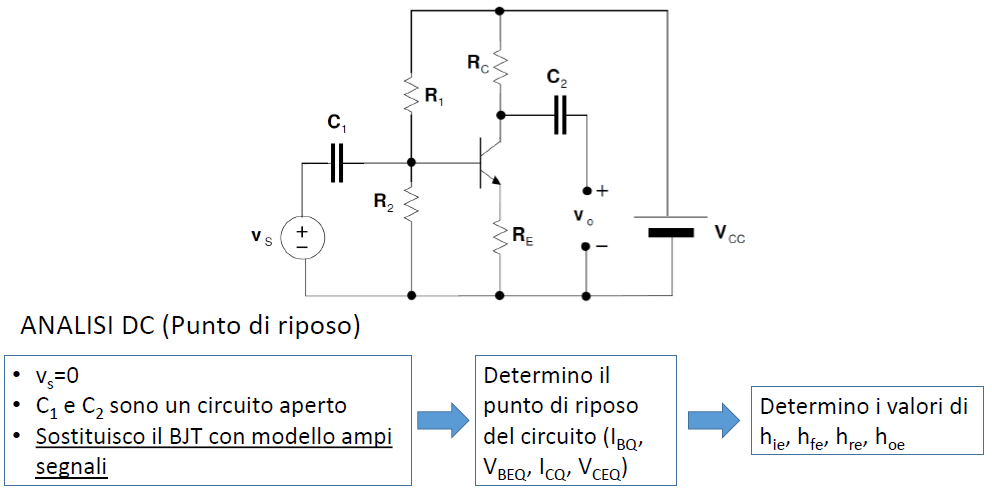 R_C
C_2
R_1
C_1
R_2
+
v_o
v_S
+
−
R_E
−
V_CC
ANALISI DC (Punto di riposo)
• v_s=0
• C_1 e C_2 sono un circuito aperto
• Sostituisco il BJT con modello ampi
segnali
Determino il
punto di riposo
del circuito (I_BQ,
V_BEQ, I_CQ, V_CEQ)
Determino i valori di
h_ie, h_fe, h_re, h_oe